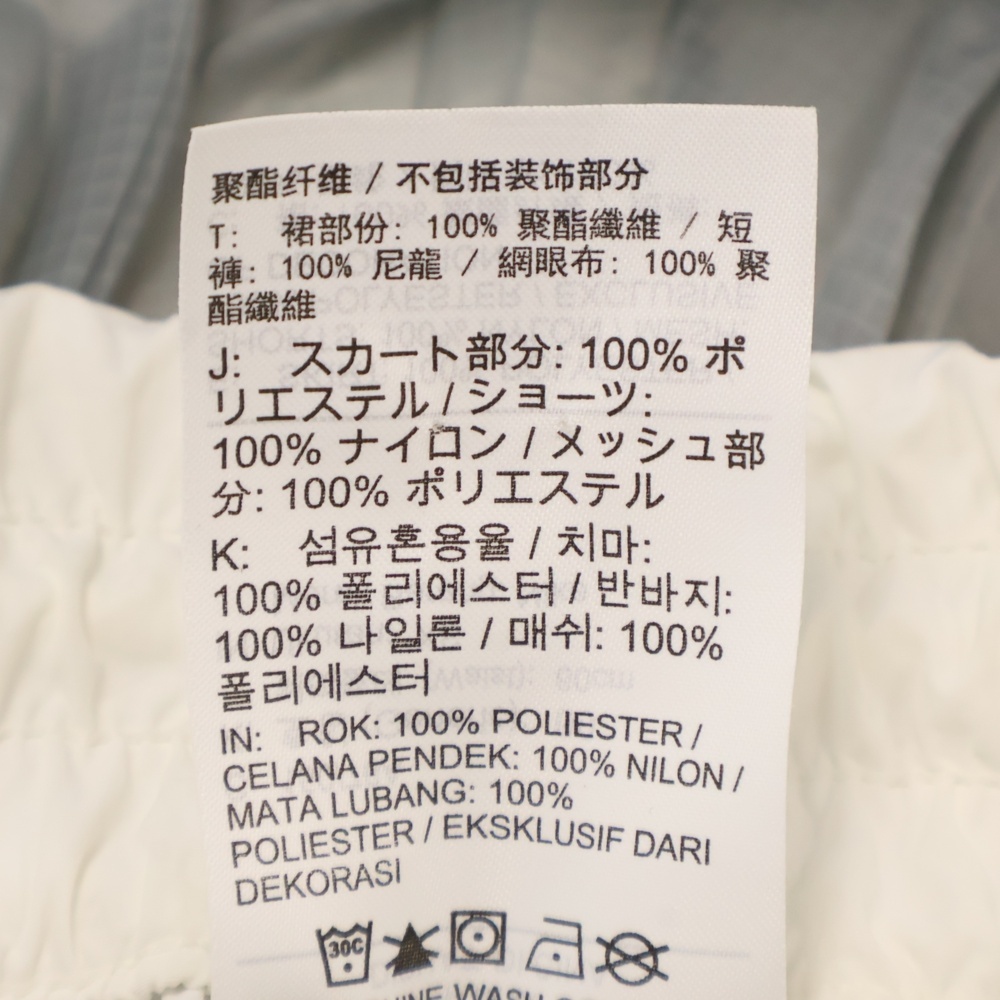 聚酯纤维 / 不包括装饰部分
T: 裙部份: 100% 聚酯纖維 / 短
褲: 100% 尼龍 / 網眼布: 100% 聚
酯纖維
J: スカート部分: 100% ポ
リエステル / ショーツ:
100% ナイロン / メッシュ部
分: 100% ポリエステル
K: 섬유혼용율 / 치마:
100% 폴리에스터 / 반바지:
100% 나일론 / 매쉬: 100%
폴리에스터
IN: ROK: 100% POLIESTER /
CELANA PENDEK: 100% NILON /
MATA LUBANG: 100%
POLIESTER / EKSKLUSIF DARI
DEKORASI
30C
WASH